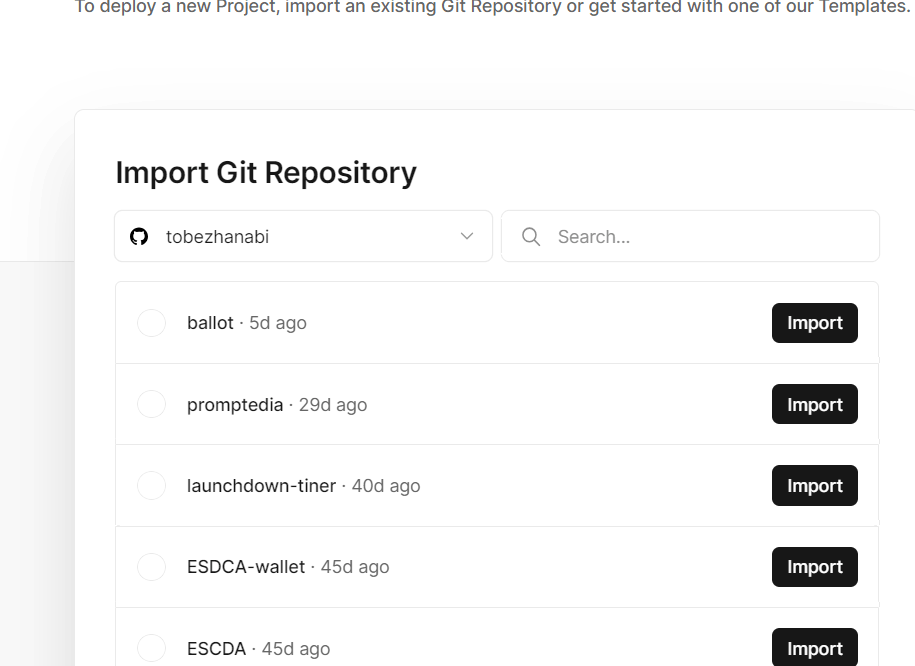 To deploy a new Project, import an existing Git Repository or get started with one of our Templates.
Import Git Repository
tobezhanabi
Search...
ballot · 5d ago
Import
promptedia · 29d ago
Import
launchdown-tiner · 40d ago
Import
ESDCA-wallet · 45d ago
Import
ESCDA · 45d ago
Import